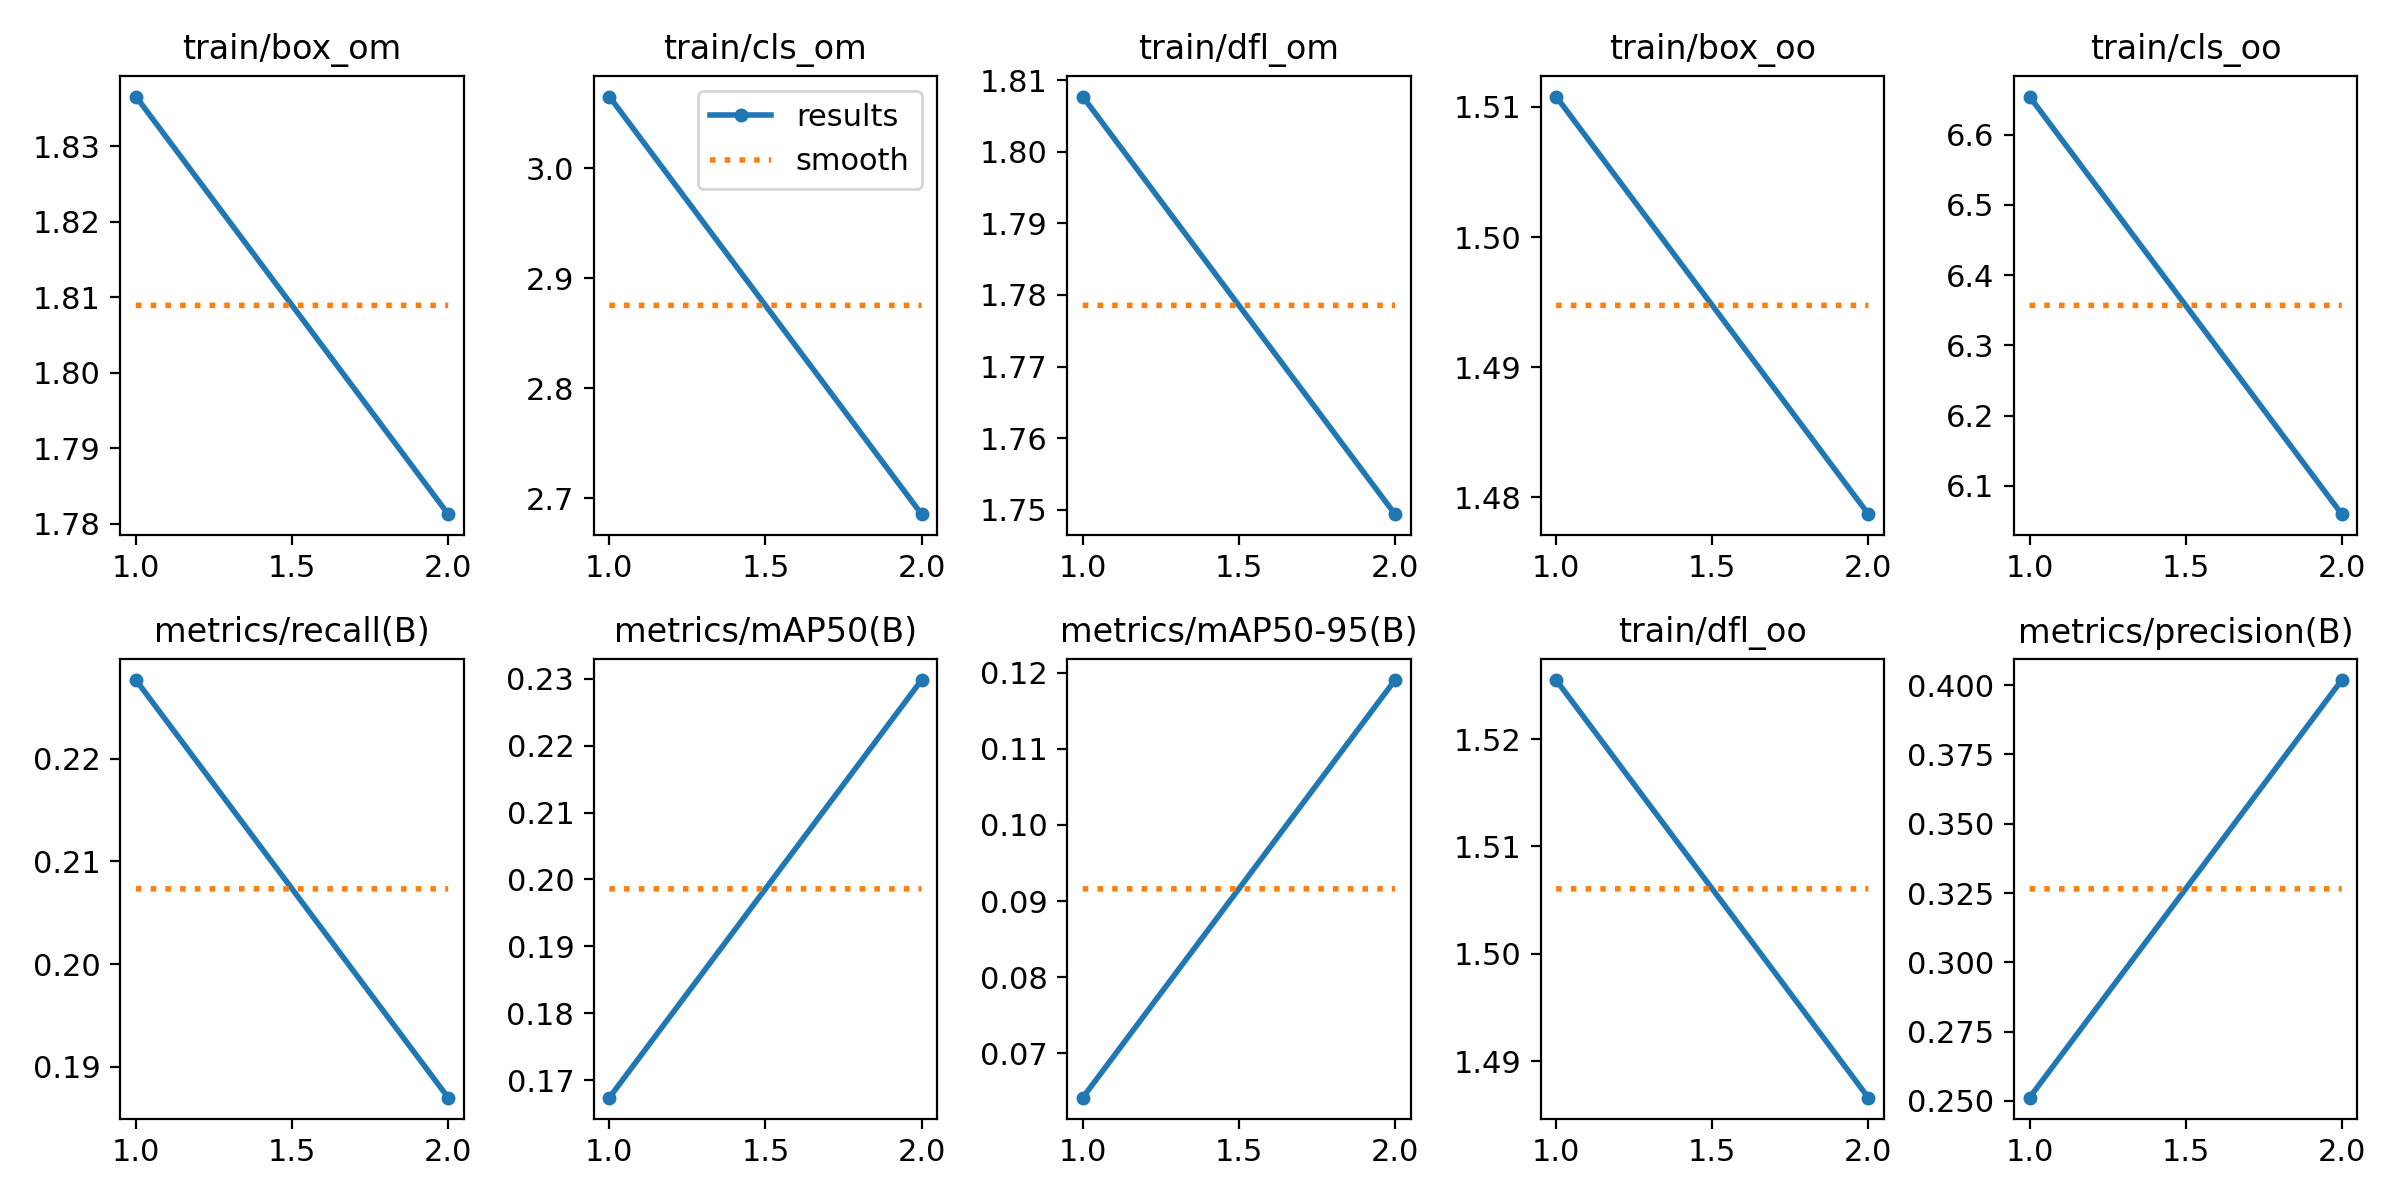 train/box_om
1.83
1.82
1.81
1.80
1.79
1.78
1.0 1.5 2.0
train/cls_om
results
smooth
3.0
2.9
2.8
2.7
1.0 1.5 2.0
train/dfl_om
1.81
1.80
1.79
1.78
1.77
1.76
1.75
1.0 1.5 2.0
train/box_oo
1.51
1.50
1.49
1.48
1.0 1.5 2.0
train/cls_oo
6.6
6.5
6.4
6.3
6.2
6.1
1.0 1.5 2.0
metrics/recall(B)
0.22
0.21
0.20
0.19
1.0 1.5 2.0
metrics/mAP50(B)
0.23
0.22
0.21
0.20
0.19
0.18
0.17
1.0 1.5 2.0
metrics/mAP50-95(B)
0.12
0.11
0.10
0.09
0.08
0.07
1.0 1.5 2.0
train/dfl_oo
1.52
1.51
1.50
1.49
1.0 1.5 2.0
metrics/precision(B)
0.400
0.375
0.350
0.325
0.300
0.275
0.250
1.0 1.5 2.0